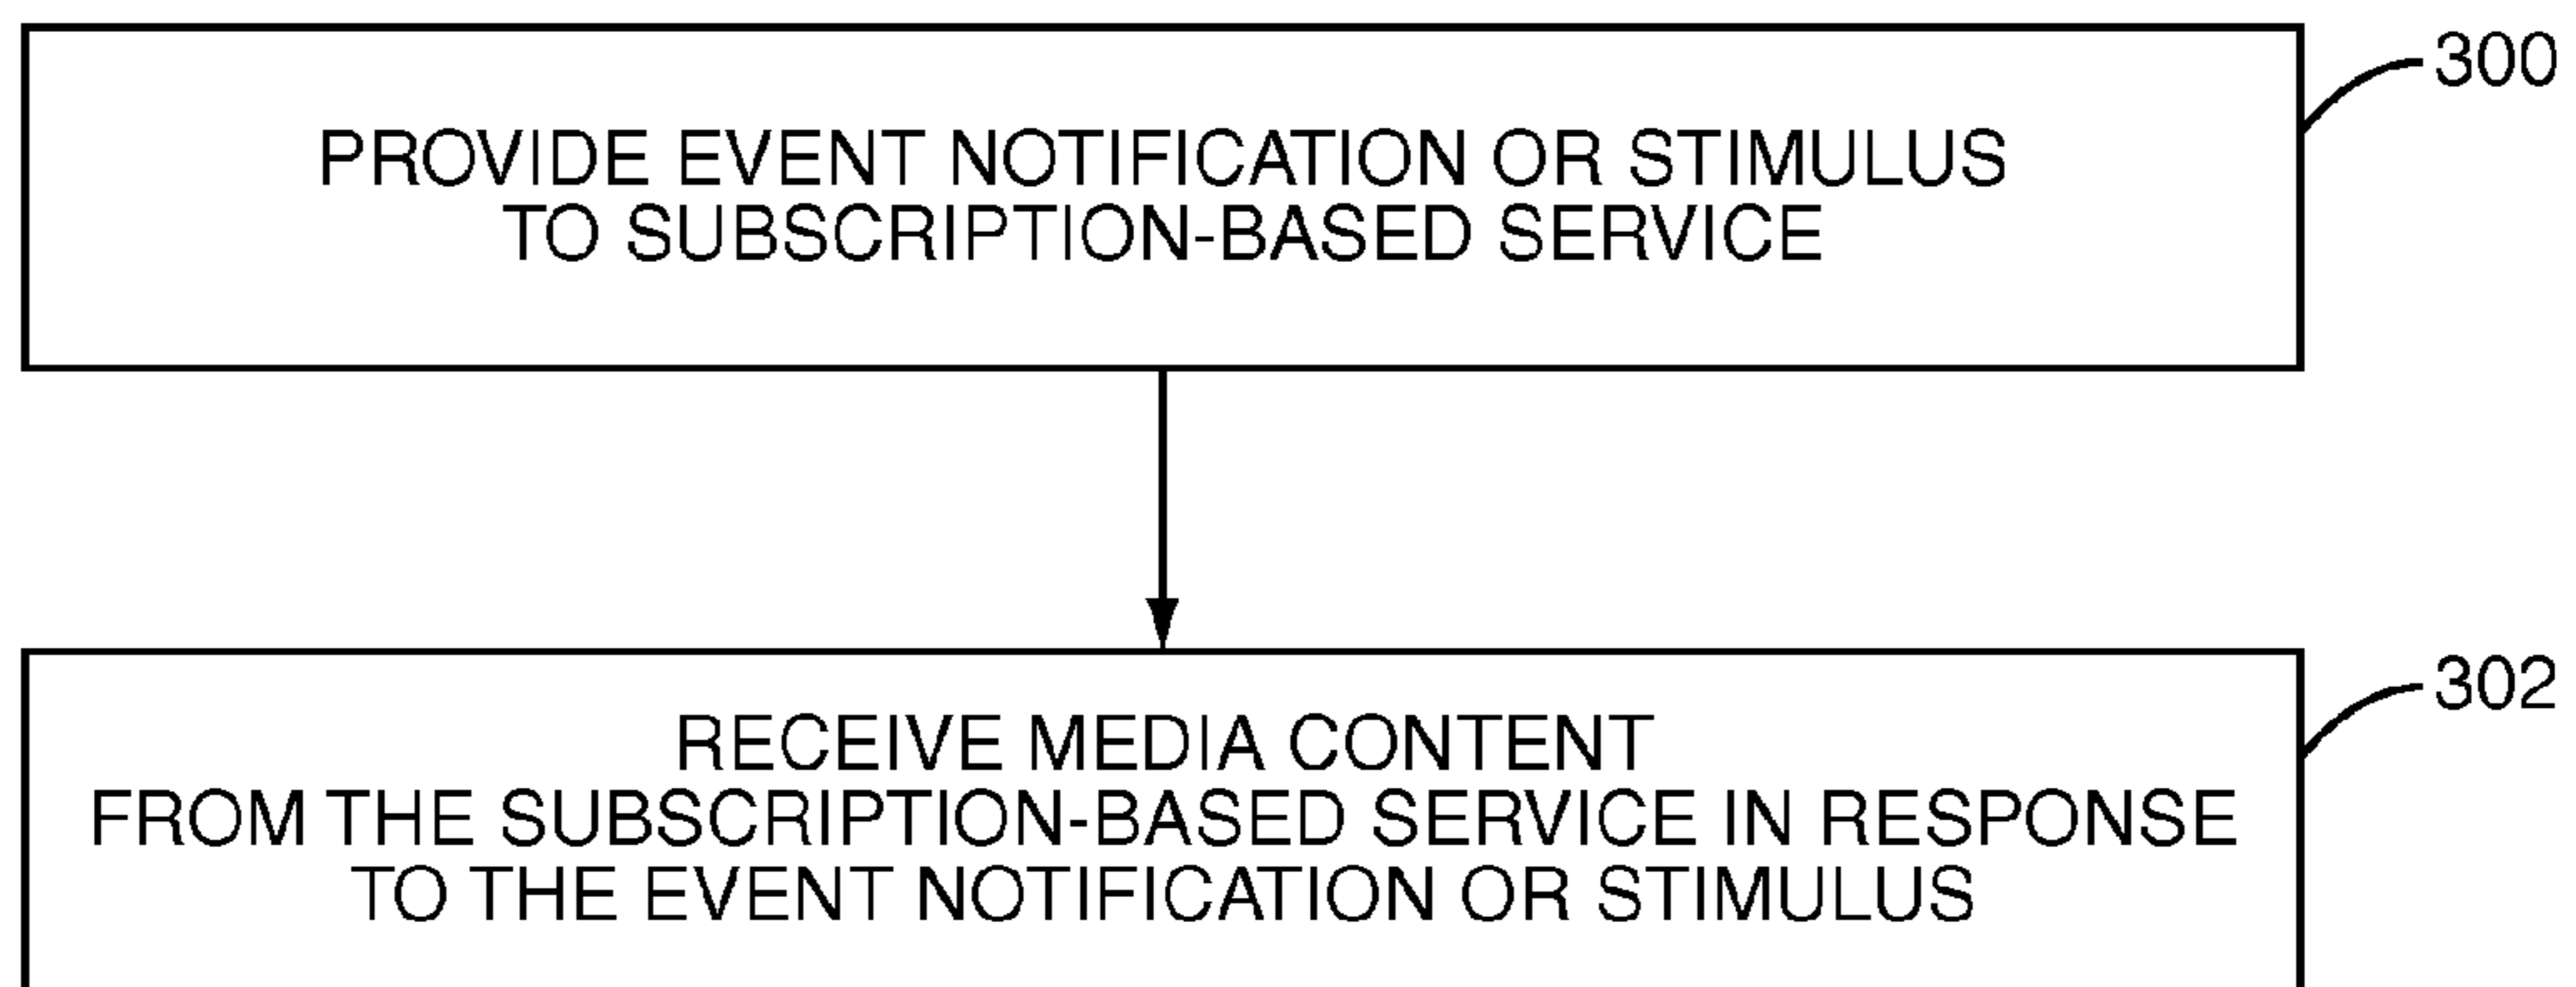 300
PROVIDE EVENT NOTIFICATION OR STIMULUS
TO SUBSCRIPTION-BASED SERVICE
302
RECEIVE MEDIA CONTENT
FROM THE SUBSCRIPTION-BASED SERVICE IN RESPONSE
TO THE EVENT NOTIFICATION OR STIMULUS